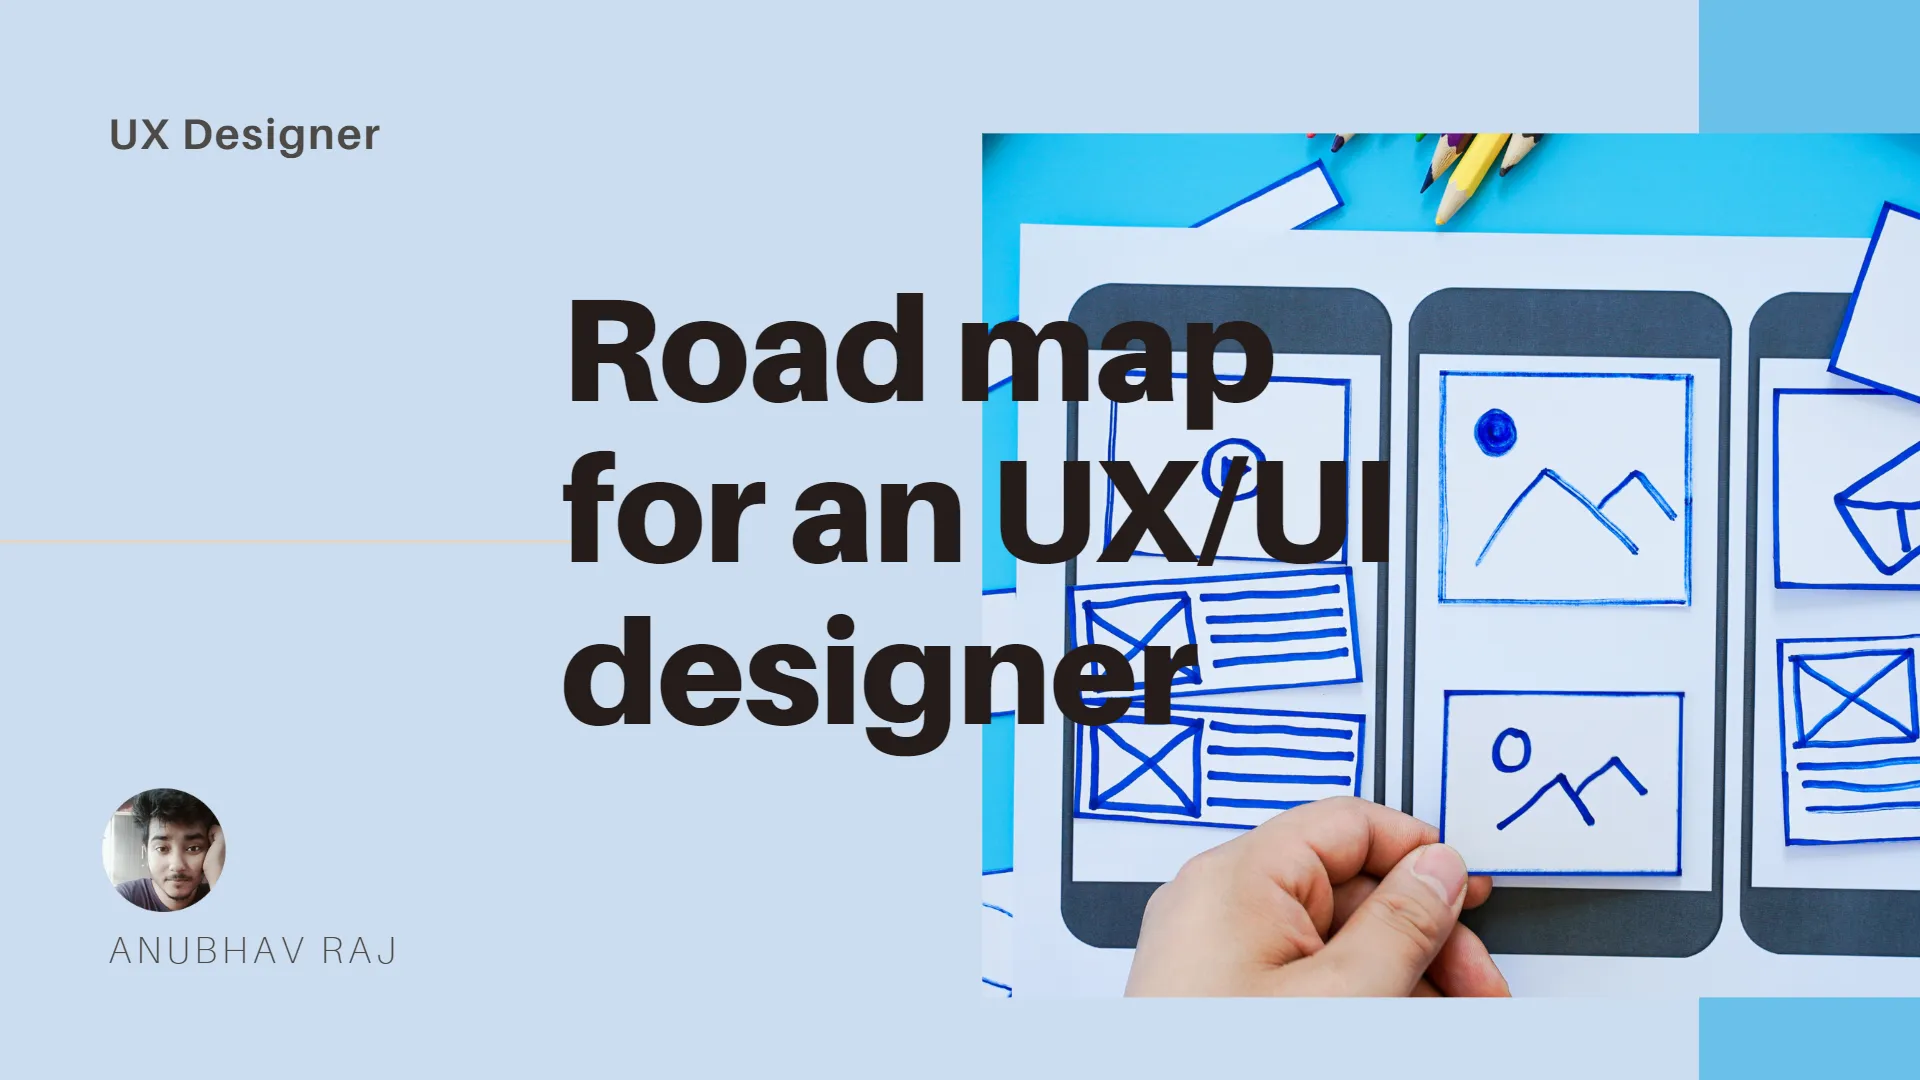 UX Designer
Road map
for an UX/UI
designer
ANUBHAV RAJ